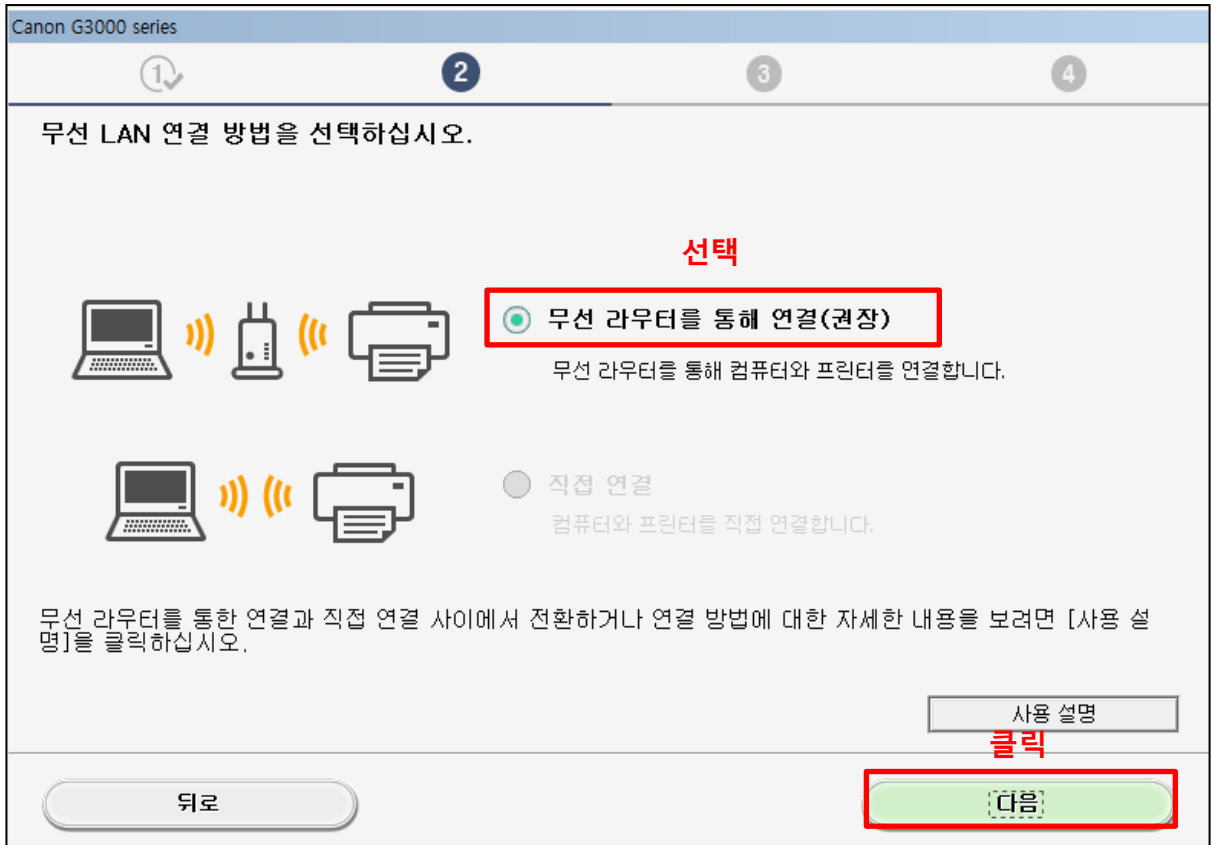 Canon G3000 series
1 2 3 4
무선 LAN 연결 방법을 선택하십시오.
선택
무선 라우터를 통해 연결(권장)
무선 라우터를 통해 컴퓨터와 프린터를 연결합니다.
직접 연결
컴퓨터와 프린터를 직접 연결합니다.
무선 라우터를 통한 연결과 직접 연결 사이에서 전환하거나 연결 방법에 대한 자세한 내용을 보려면 [사용 설
명]을 클릭하십시오.
사용 설명
클릭
뒤로
다음